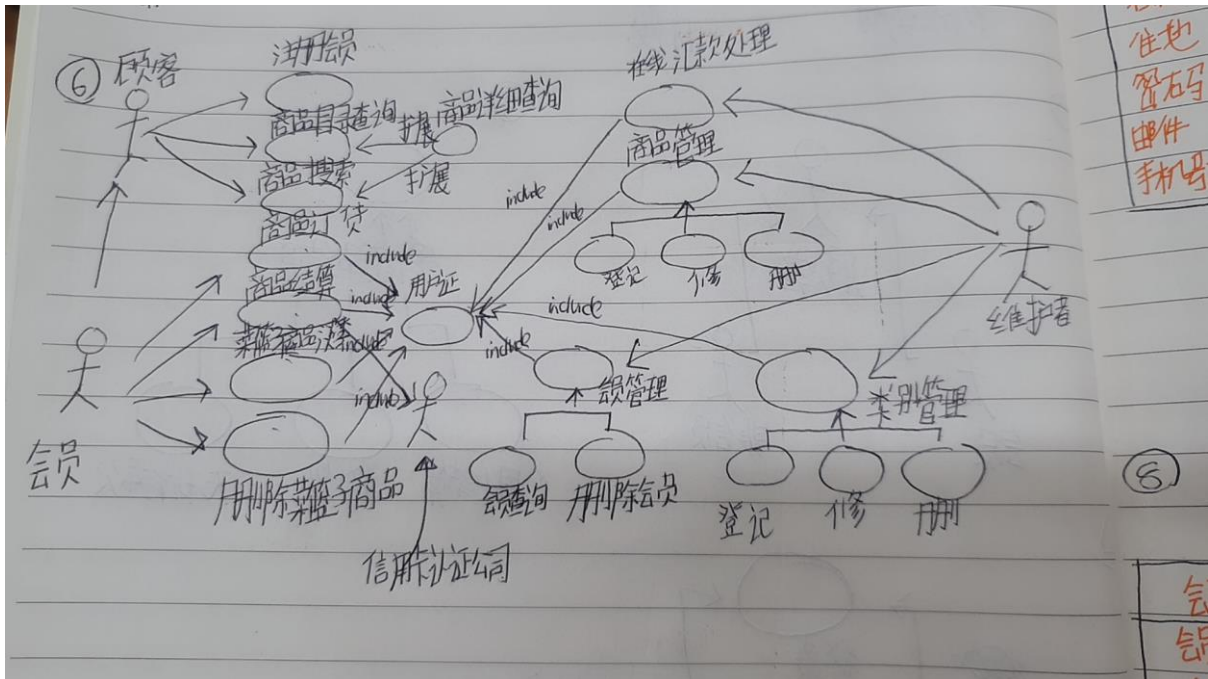 ⑥ 顾客
注册会员
商品目录查询
扩展
商品详细查询
商品搜索
扩展
商品订货
include
商品结算
include
用户证
include
includ
会员
删除菜篮子商品
信用卡认证公司
在线汇款处理
商品管理
include
include
登记
修
删
include
include
会员管理
会员查询
删除会员
类别管理
登记
修
删
维护者
住地
密码
邮件
手机号
⑧
会
会员